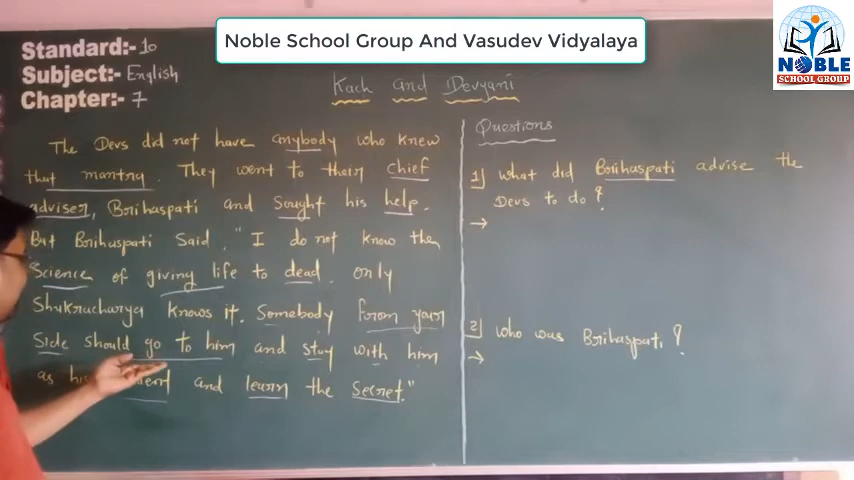 Noble School Group And Vasudev Vidyalaya
NOBLE
SCHOOL GROUP
Standard:- 10
Subject:- English
Chapter:- 7
Kach and Devyani
The Devs did not have anybody who knew
that mantra. They went to their chief
adviser, Brihaspati and Sought his help.
But Brihaspati Said, "I do not know the
Science of giving life to dead. only
Shukracharya knows it. Somebody from your
Side should go to him and stay with him
as his and learn the Secret."
Questions
1] what did Brihaspati advise the
Devs to do?
→
2] who was Brihaspati?
→